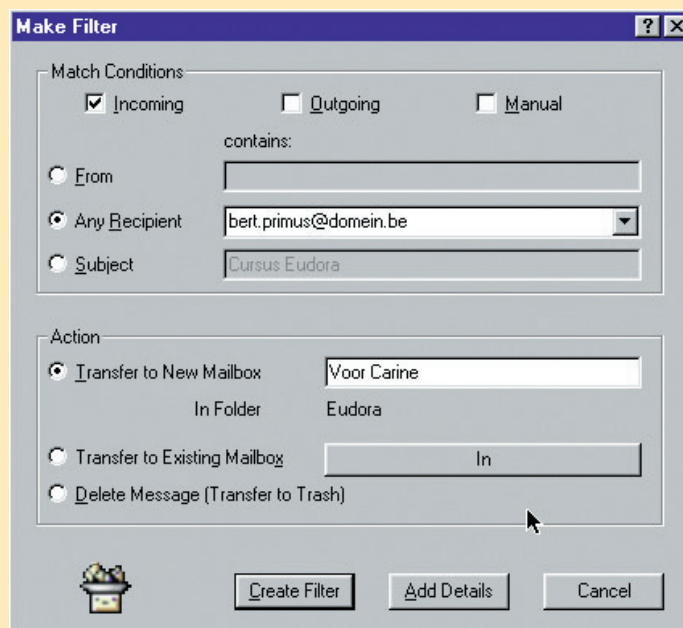 Make Filter
Match Conditions
Incoming Outgoing Manual
contains:
From
Any Recipient bert.primus@domein.be
Subject Cursus Eudora
Action
Transfer to New Mailbox Voor Carine
In Folder Eudora
Transfer to Existing Mailbox In
Delete Message (Transfer to Trash)
Create Filter Add Details Cancel